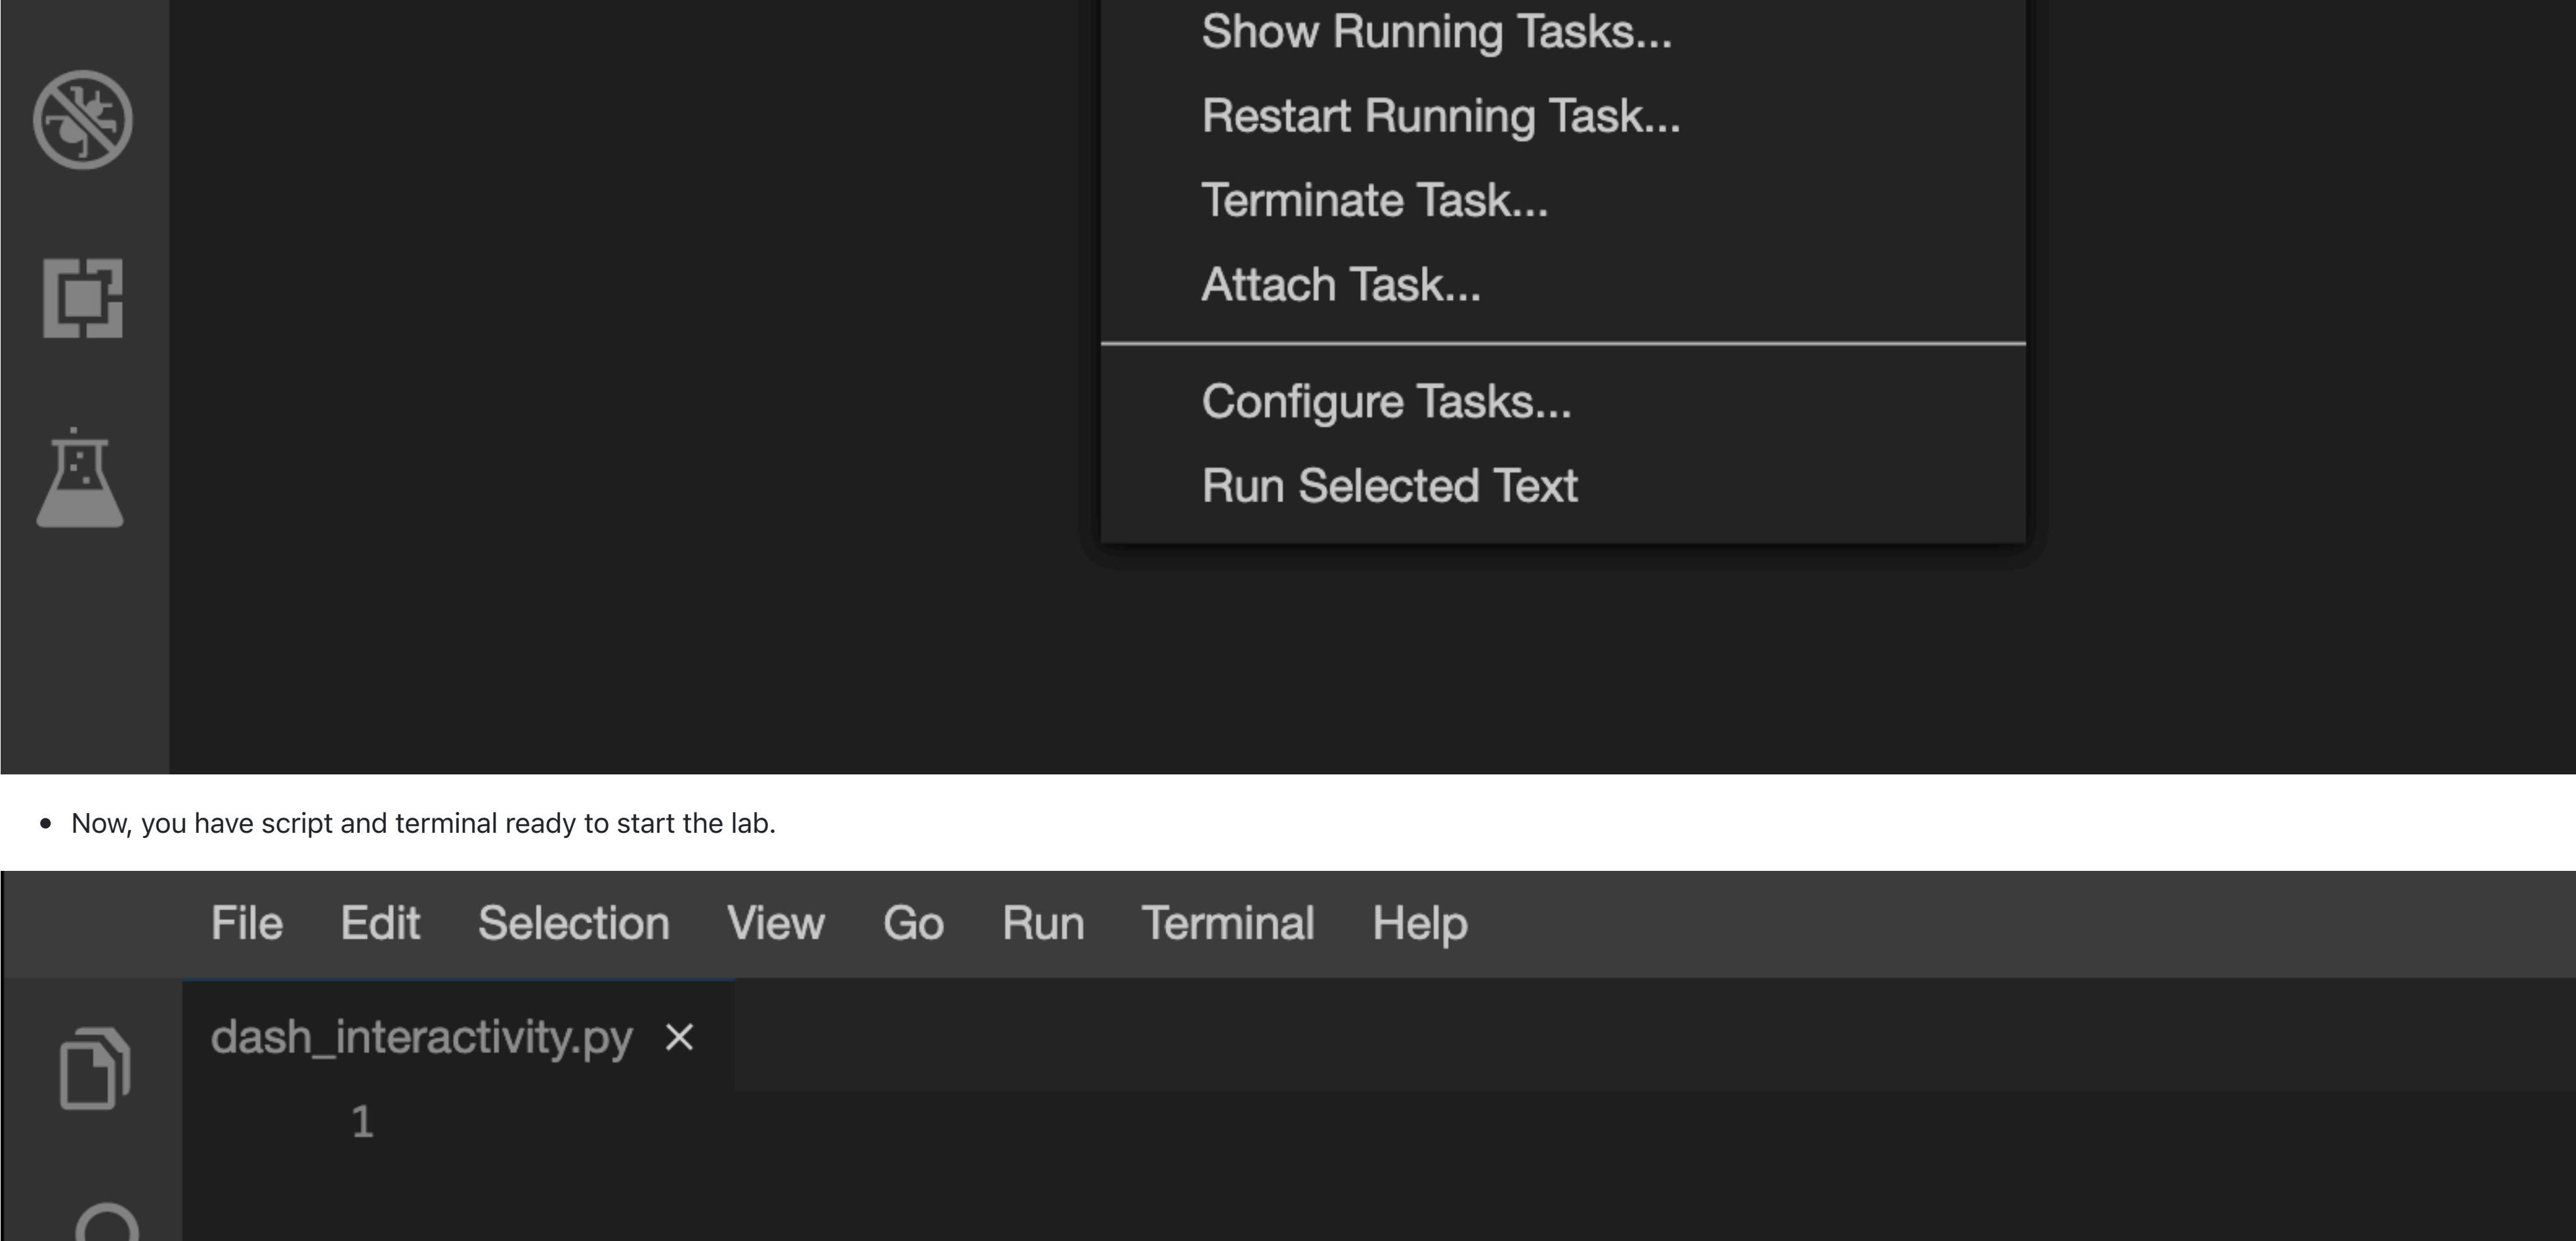 Show Running Tasks...
Restart Running Task...
Terminate Task...
Attach Task...
Configure Tasks...
Run Selected Text
• Now, you have script and terminal ready to start the lab.
File Edit Selection View Go Run Terminal Help
dash_interactivity.py ×
1